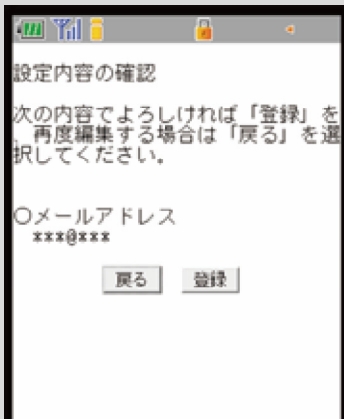 設定内容の確認
次の内容でよろしければ「登録」を
、再度編集する場合は「戻る」を選
択してください。
○メールアドレス
***@***
戻る 登録